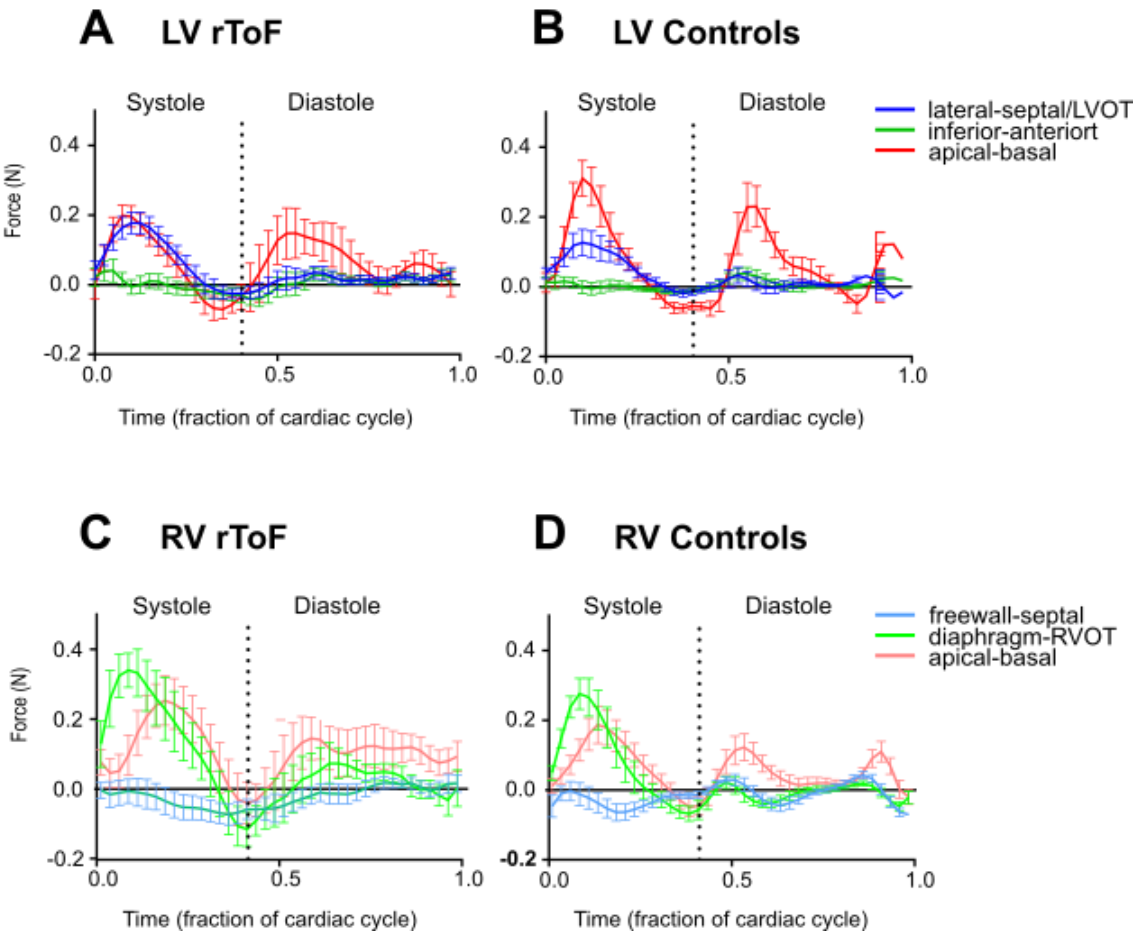 A LV rToF
B LV Controls
Systole Diastole
Systole Diastole
lateral-septal/LVOT
inferior-anteriort
apical-basal
Force (N)
0.4
0.2
0.0
-0.2
0.0 0.5 1.0
Time (fraction of cardiac cycle)
0.4
0.2
0.0
-0.2
0.0 0.5 1.0
Time (fraction of cardiac cycle)
C RV rToF
D RV Controls
Systole Diastole
Systole Diastole
freewall-septal
diaphragm-RVOT
apical-basal
Force (N)
0.4
0.2
0.0
-0.2
0.0 0.5 1.0
Time (fraction of cardiac cycle)
0.4
0.2
0.0
-0.2
0.0 0.5 1.0
Time (fraction of cardiac cycle)